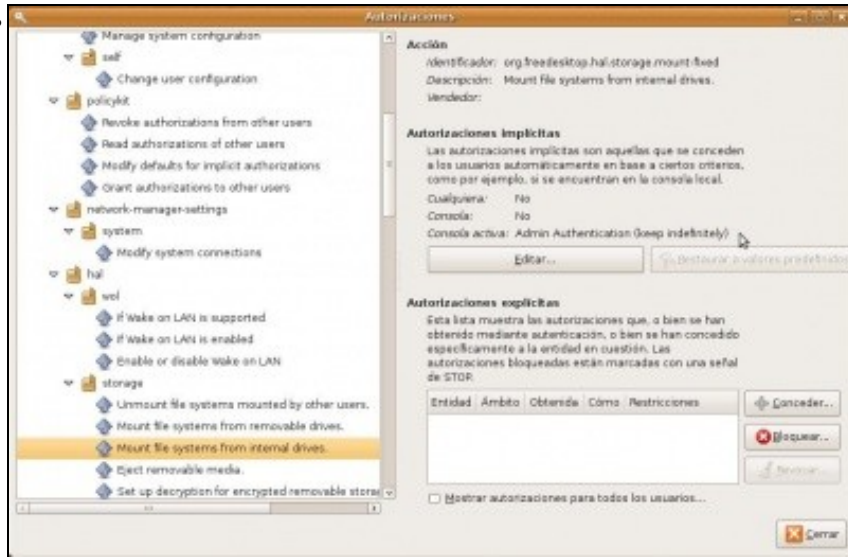 Autorizaciones
Manage system configuration
self
Change user configuration
policykit
Revoke authorizations from other users
Read authorizations of other users
Modify defaults for implicit authorizations
Grant authorizations to other users
network-manager-settings
system
Modify system connections
hal
wol
If Wake on LAN is supported
If Wake on LAN is enabled
Enable or disable Wake on LAN
storage
Unmount file systems mounted by other users.
Mount file systems from removable drives.
Mount file systems from internal drives.
Eject removable media.
Set up decryption for encrypted removable storag
Acción
Identificador: org.freedesktop.hal.storage.mount-fixed
Descripción: Mount file systems from internal drives.
Vendedor:
Autorizaciones implícitas
Las autorizaciones implícitas son aquellas que se conceden
a los usuarios automáticamente en base a ciertos criterios,
como por ejemplo, si se encuentran en la consola local.
Cualquiera: No
Consola: No
Consola activa: Admin Authentication (keep indefinitely)
Editar...
Restaurar a valores predefinidos
Autorizaciones explícitas
Esta lista muestra las autorizaciones que, o bien se han
obtenido mediante autenticación, o bien se han concedido
específicamente a la entidad en cuestión. Las
autorizaciones bloqueadas están marcadas con una señal
de STOP.
Entidad Ámbito Obtenida Cómo Restricciones
Conceder...
Bloquear...
Revocar...
Mostrar autorizaciones para todos los usuarios...
Cerrar